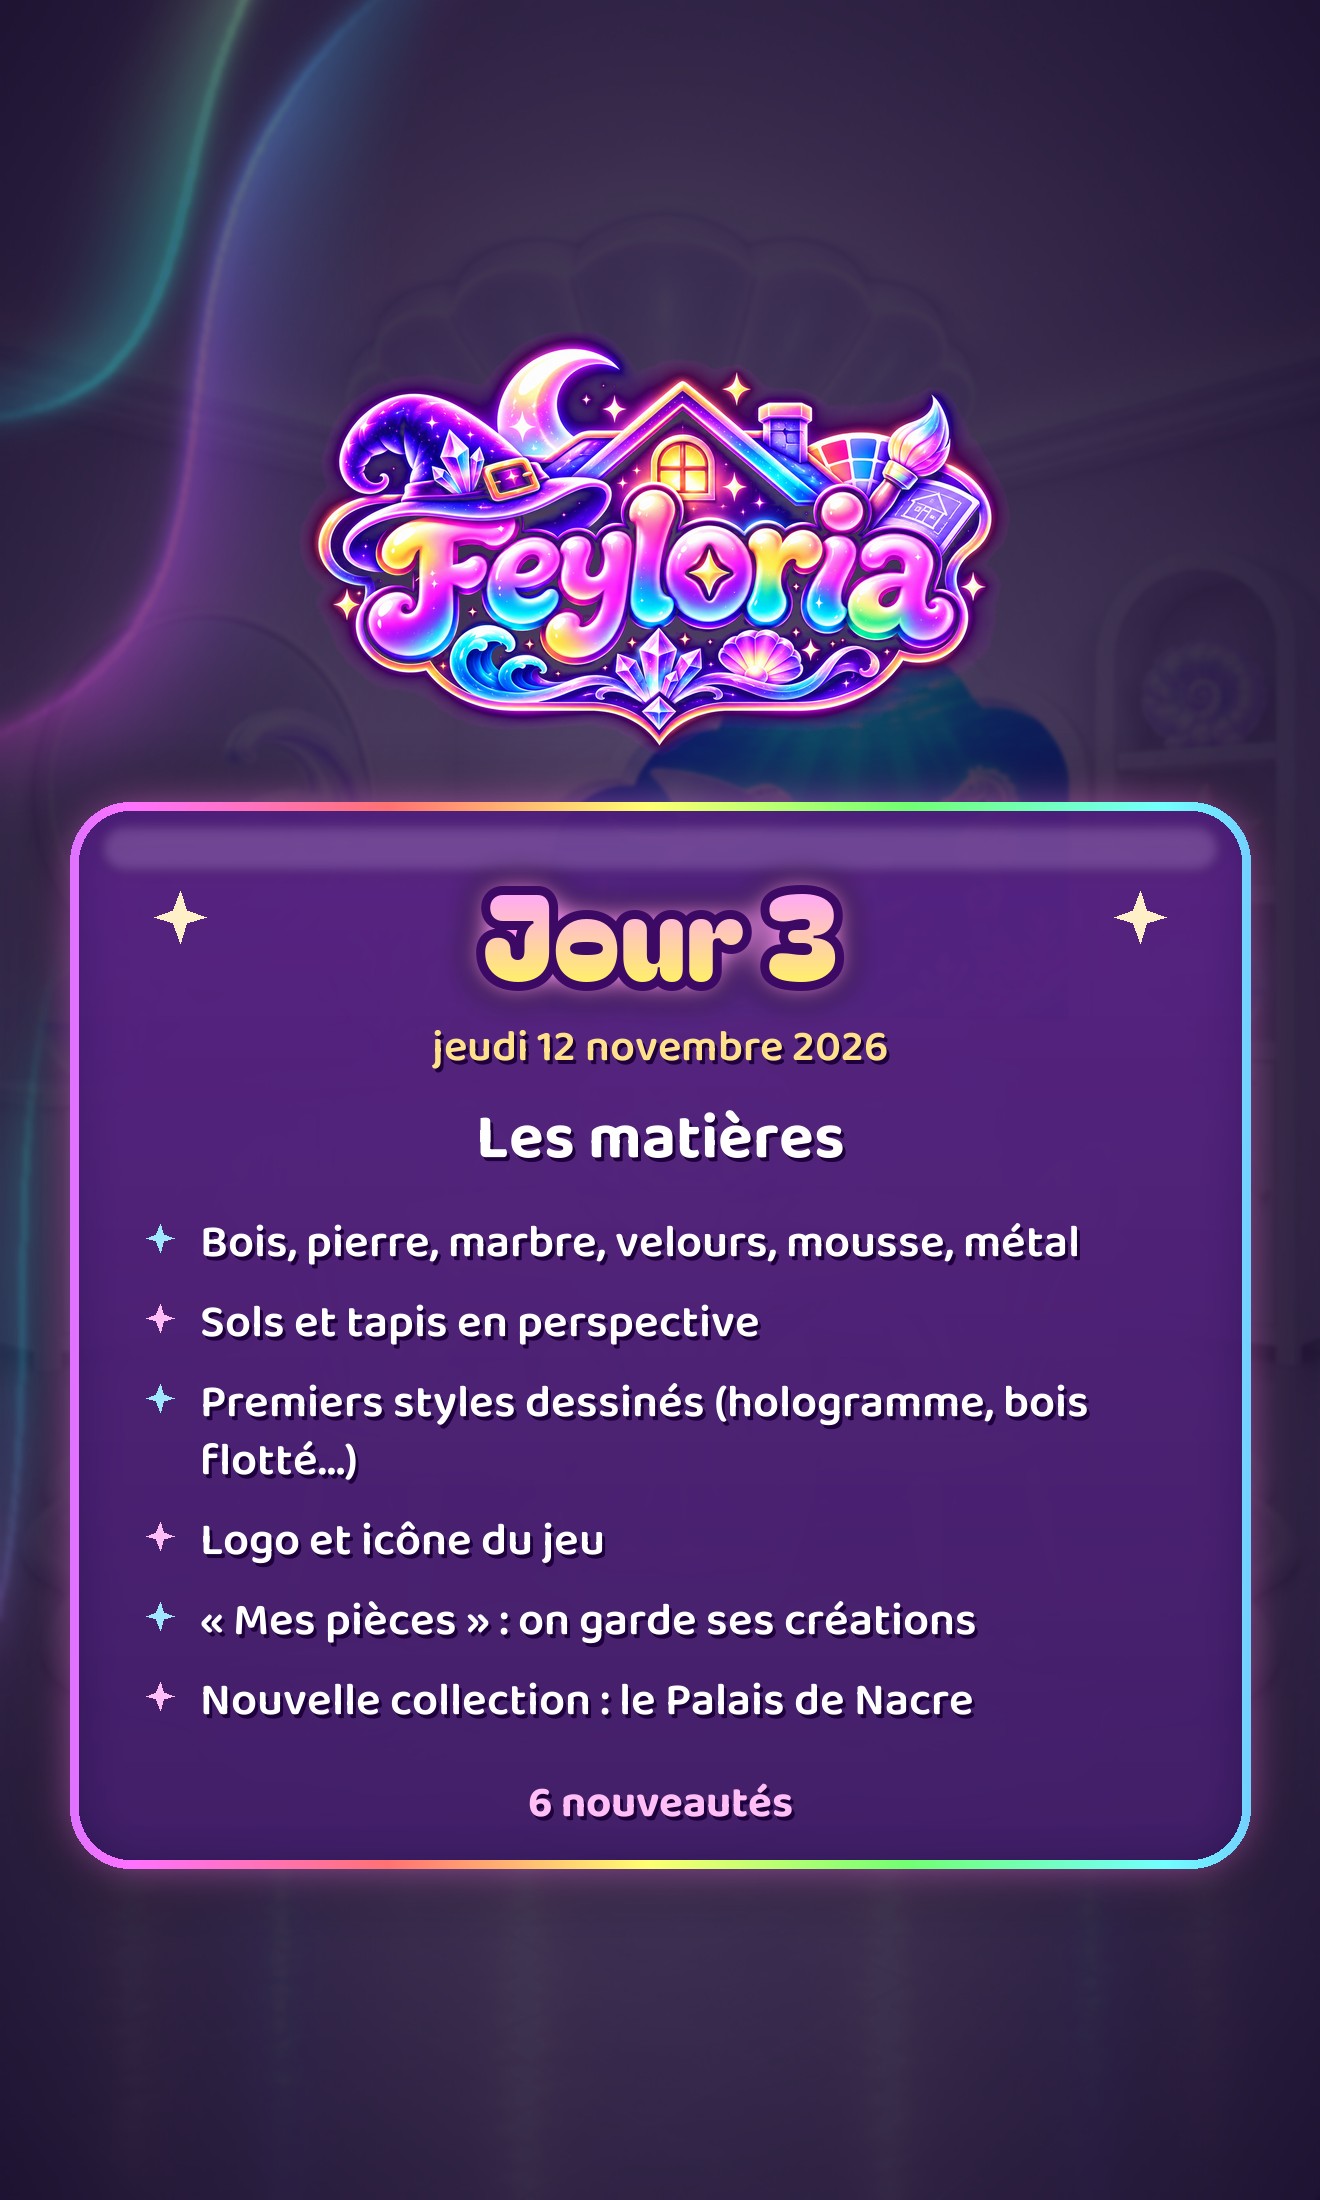 Feyloria
Jour 3
jeudi 12 novembre 2026
Les matières
Bois, pierre, marbre, velours, mousse, métal
Sols et tapis en perspective
Premiers styles dessinés (hologramme, bois
flotté...)
Logo et icône du jeu
« Mes pièces » : on garde ses créations
Nouvelle collection : le Palais de Nacre
6 nouveautés